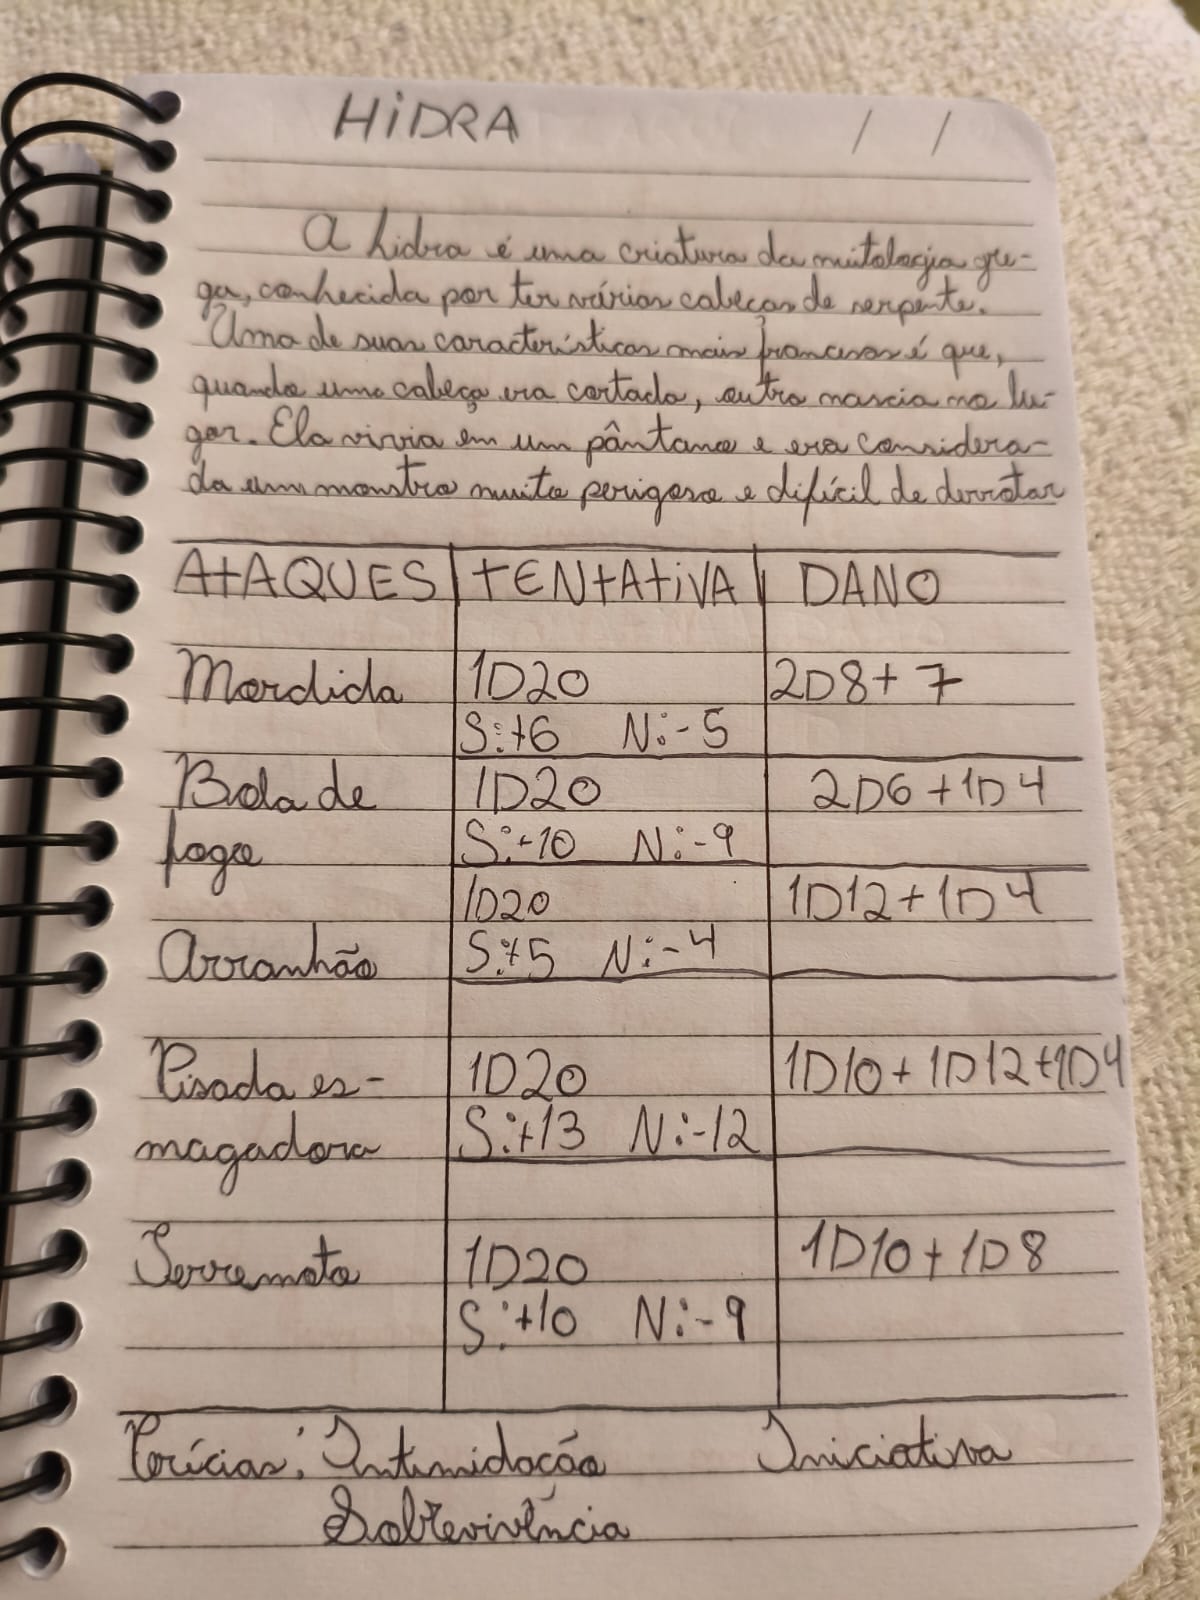 HiDRA / /
A hidra é uma criatura da mitologia gre-
ga, conhecida por ter várias cabeças de serpente.
Uma de suas características mais famosas é que,
quando uma cabeça era cortada, outra nascia no lu-
gar. Ela vivia em um pântano e era considera-
da um monstro muito perigoso e difícil de derrotar
ATAQUES TENTATiVA DANO
Mordida 1D20 2D8+7
S:+6 N:-5
Bola de 1D20 2D6+1D4
fogo S:+10 N:-9
1D20 1D12+1D4
Arranhão S:+5 N:-4
Pisada es- 1D20 1D10+1D12+1D4
magadora S:+13 N:-12
Terremoto 1D20 1D10+1D8
S:+10 N:-9
Perícias: Intimidação Iniciativa
Sobrevivência